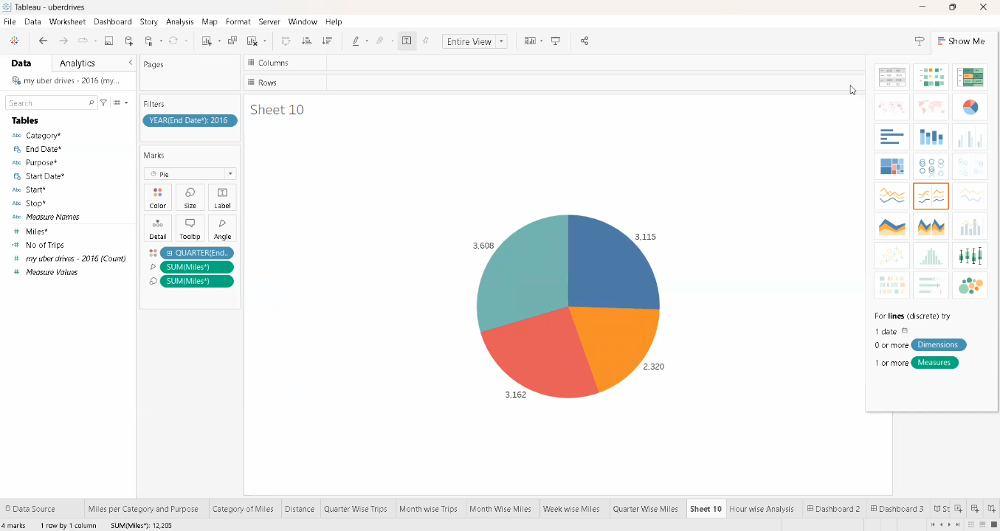 Tableau - uberdrives
File Data Worksheet Dashboard Story Analysis Map Format Server Window Help
Entire View
Show Me
Data Analytics
my uber drives - 2016 (my...
Search
Tables
Abc Category*
End Date*
Abc Purpose*
Start Date*
Abc Start*
Abc Stop*
Abc Measure Names
# Miles*
# No of Trips
# my uber drives - 2016 (Count)
# Measure Values
Pages
Filters
YEAR(End Date*): 2016
Marks
Pie
Color Size Label
Detail Tooltip Angle
QUARTER(End..
SUM(Miles*)
SUM(Miles*)
Columns
Rows
Sheet 10
3,115
3,608
2,320
3,162
For lines (discrete) try
1 date
0 or more Dimensions
1 or more Measures
Data Source Miles per Category and Purpose Category of Miles Distance Quarter Wise Trips Month wise Trips Month Wise Miles Week wise Miles Quarter Wise Miles Sheet 10 Hour wise Analysis Dashboard 2 Dashboard 3 St
4 marks 1 row by 1 column SUM(Miles*): 12,205